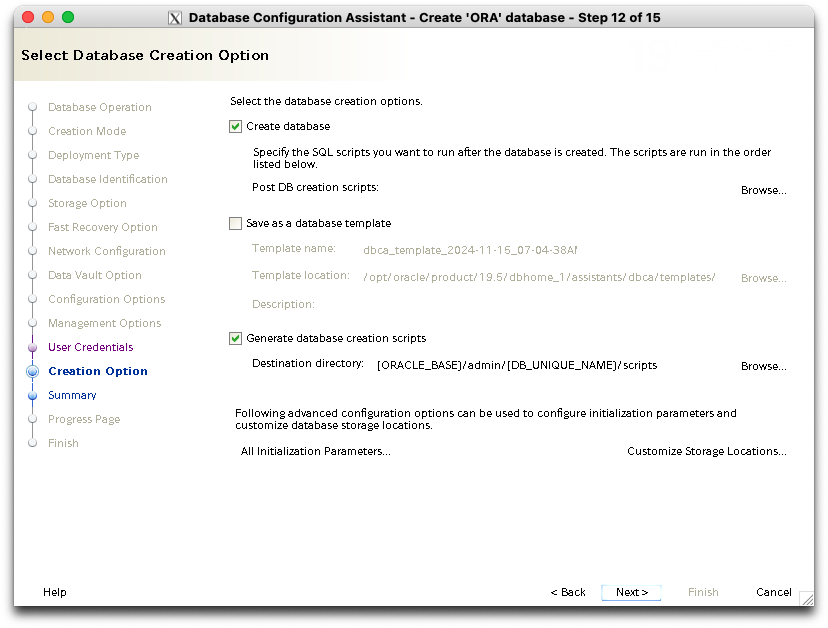 Database Configuration Assistant - Create 'ORA' database - Step 12 of 15
Select Database Creation Option
Database Operation
Creation Mode
Deployment Type
Database Identification
Storage Option
Fast Recovery Option
Network Configuration
Data Vault Option
Configuration Options
Management Options
User Credentials
Creation Option
Summary
Progress Page
Finish
Select the database creation options.
Create database
Specify the SQL scripts you want to run after the database is created. The scripts are run in the order
listed below.
Post DB creation scripts:
Browse...
Save as a database template
Template name: dbca_template_2024-11-15_07-04-38AM
Template location: /opt/oracle/product/19.5/dbhome_1/assistants/dbca/templates/ Browse...
Description:
Generate database creation scripts
Destination directory: {ORACLE_BASE}/admin/{DB_UNIQUE_NAME}/scripts Browse...
Following advanced configuration options can be used to configure initialization parameters and
customize database storage locations.
All Initialization Parameters... Customize Storage Locations...
Help < Back Next > Finish Cancel